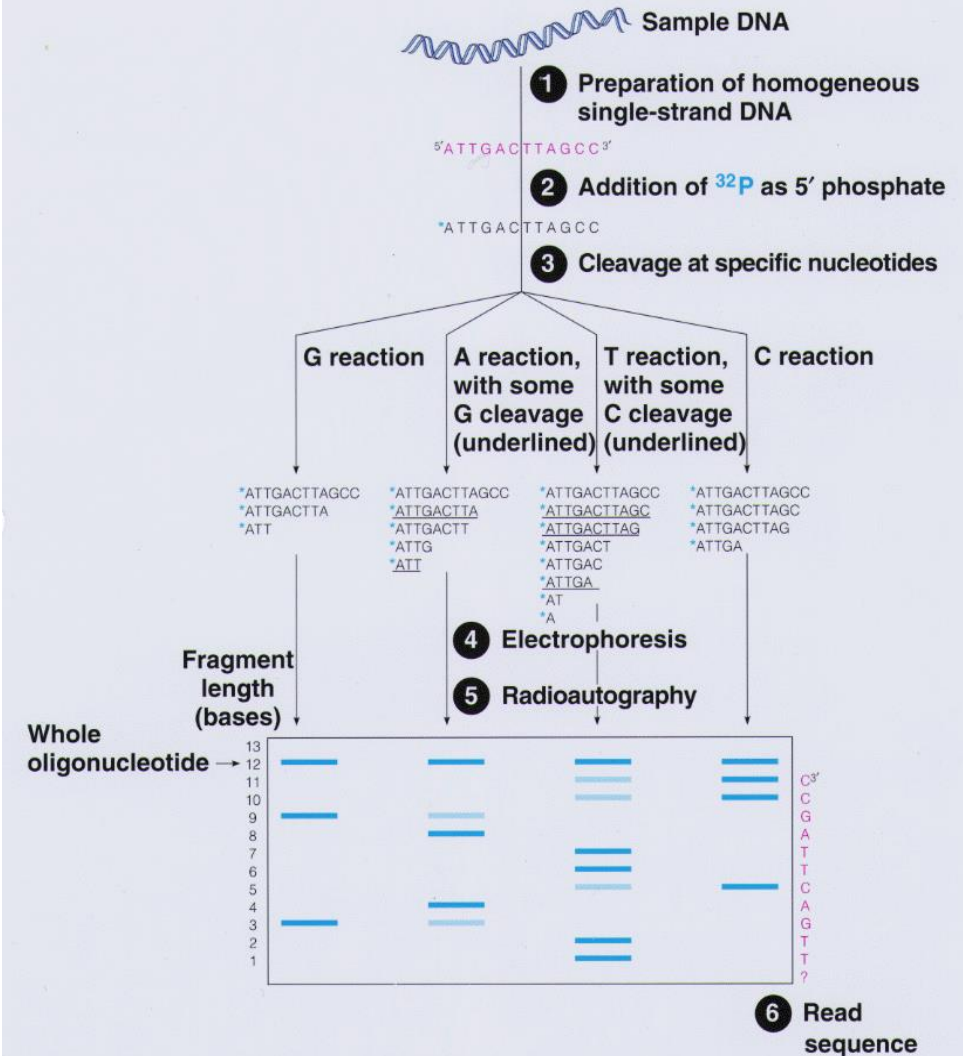 Sample DNA
1 Preparation of homogeneous
single-strand DNA
5′ATTGACTTAGCC3′
2 Addition of 32P as 5′ phosphate
*ATTGACTTAGCC
3 Cleavage at specific nucleotides
G reaction
A reaction,
with some
G cleavage
(underlined)
T reaction,
with some
C cleavage
(underlined)
C reaction
*ATTGACTTAGCC
*ATTGACTTA
*ATT
*ATTGACTTAGCC
*ATTGACTTA
*ATTGACTT
*ATTG
*ATT
*ATTGACTTAGCC
*ATTGACTTAGC
*ATTGACTTAG
*ATTGACT
*ATTGAC
*ATTGA
*AT
*A
*ATTGACTTAGCC
*ATTGACTTAGC
*ATTGACTTAG
*ATTGA
4 Electrophoresis
5 Radioautography
Fragment
length
(bases)
Whole
oligonucleotide
13
12
11
10
9
8
7
6
5
4
3
2
1
C3′
C
G
A
T
T
C
A
G
T
T
?
6 Read
sequence